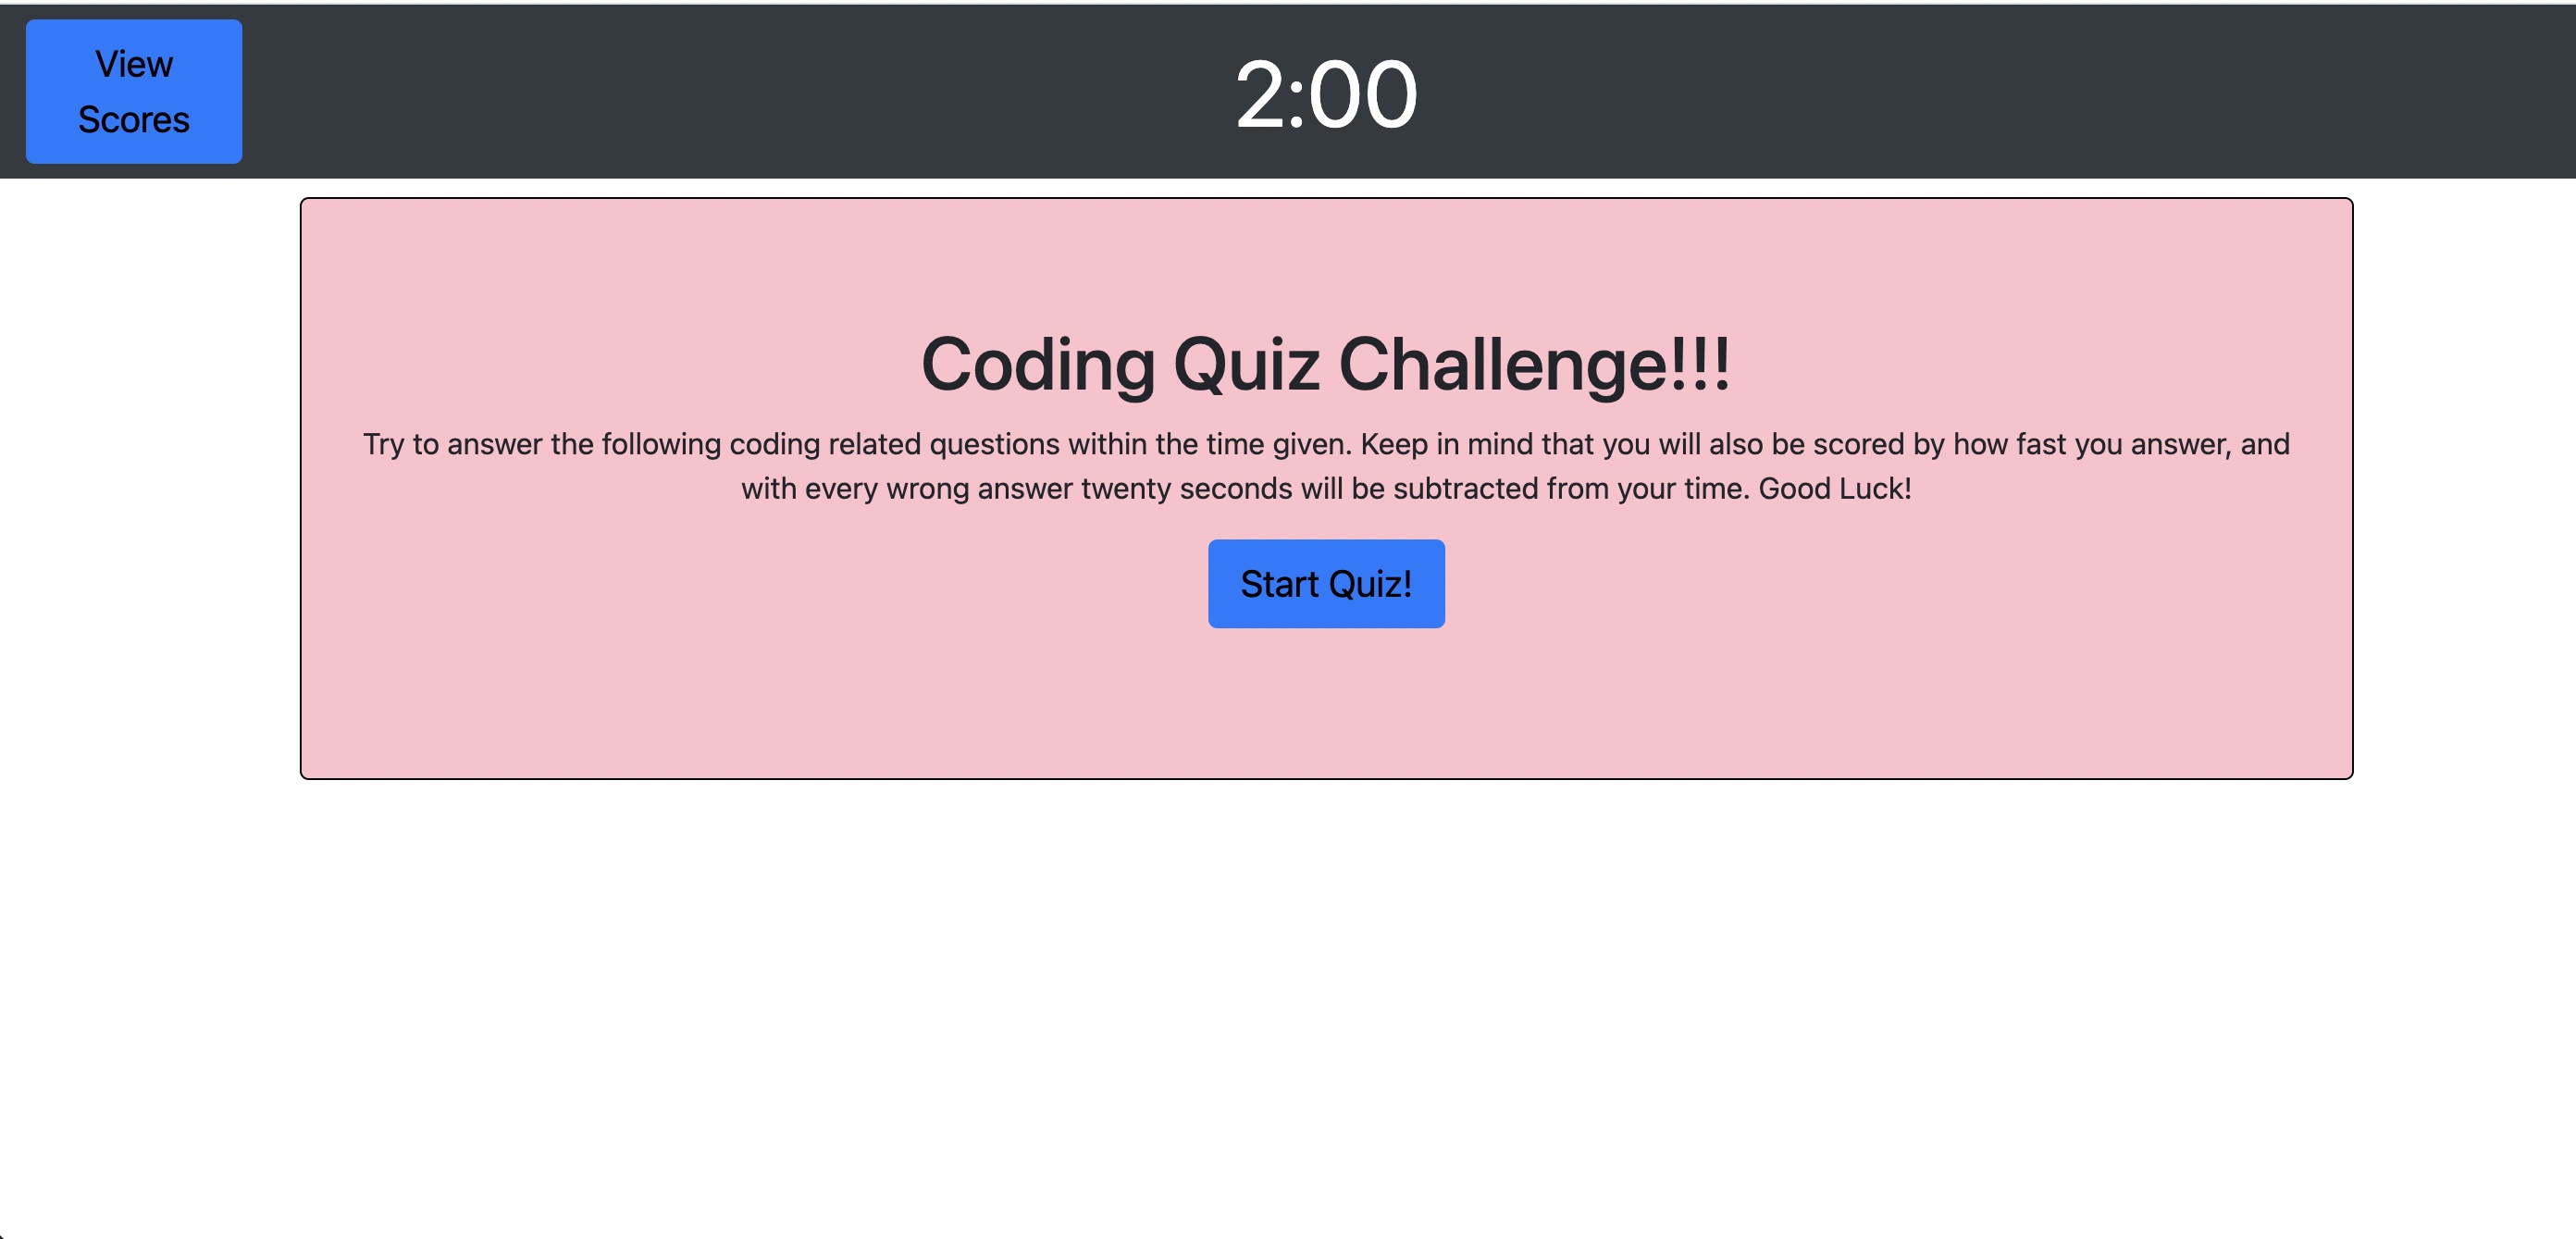 View
Scores
2:00
Coding Quiz Challenge!!!
Try to answer the following coding related questions within the time given. Keep in mind that you will also be scored by how fast you answer, and
with every wrong answer twenty seconds will be subtracted from your time. Good Luck!
Start Quiz!